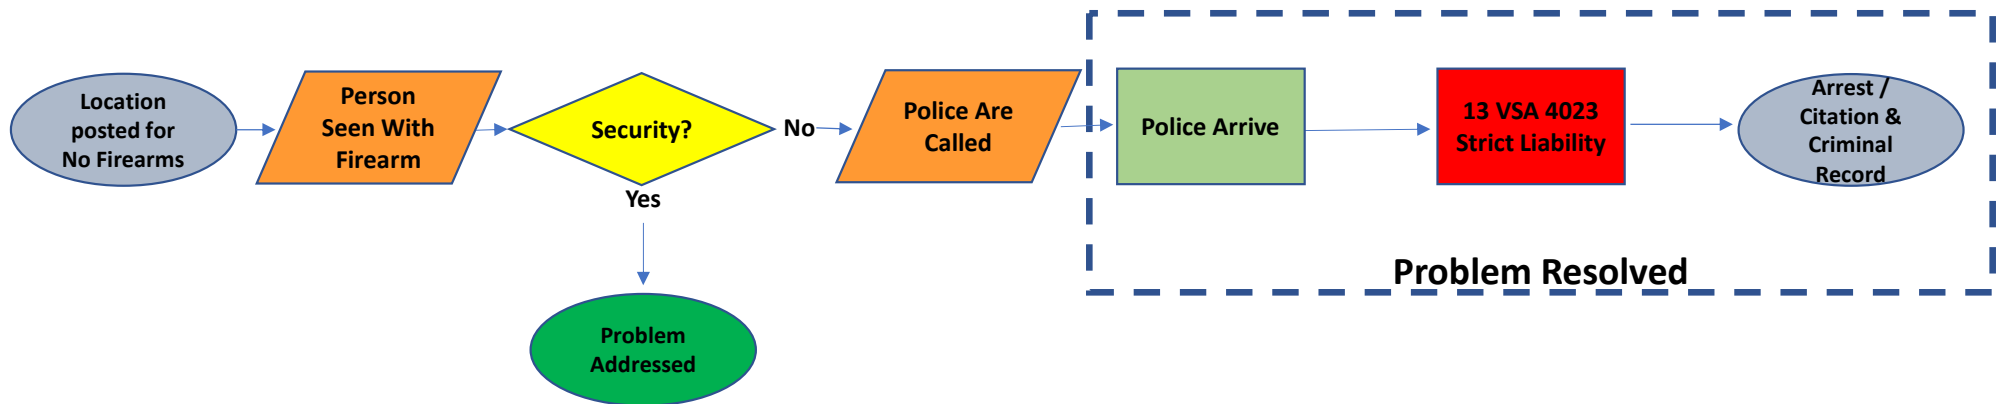 Location
posted for
No Firearms
Person
Seen With
Firearm
Security?
No
Yes
Problem
Addressed
Police Are
Called
Police Arrive
13 VSA 4023
Strict Liability
Arrest /
Citation &
Criminal
Record
Problem Resolved